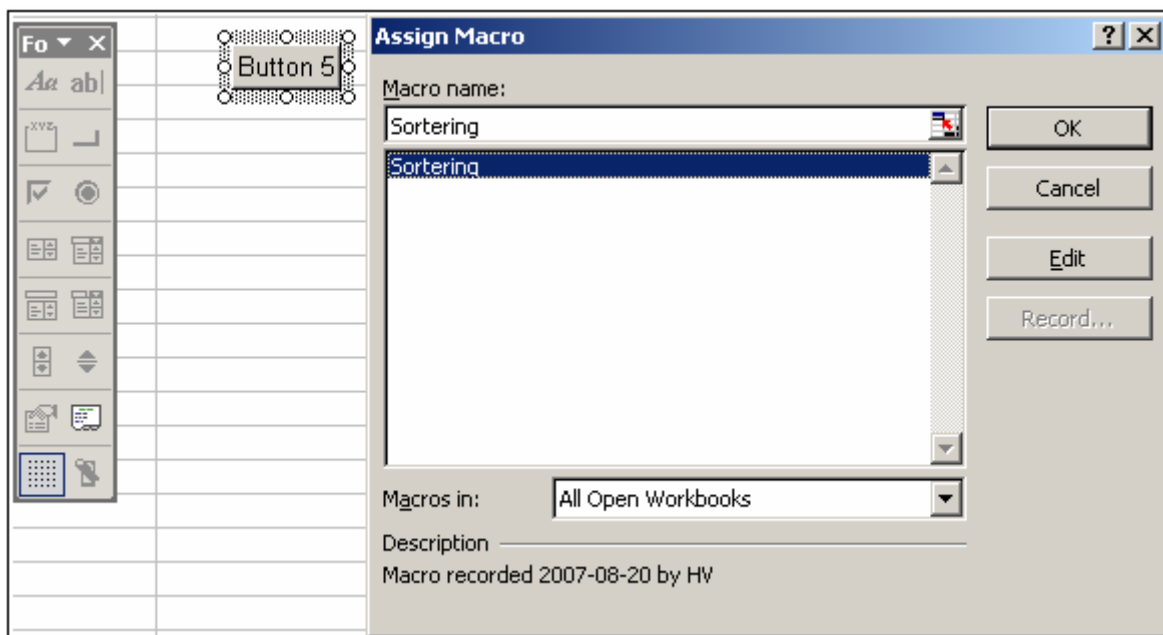 Fo
Aa ab|
XYZ
Button 5
Assign Macro
Macro name:
Sortering
Sortering
OK
Cancel
Edit
Record...
Macros in: All Open Workbooks
Description
Macro recorded 2007-08-20 by HV